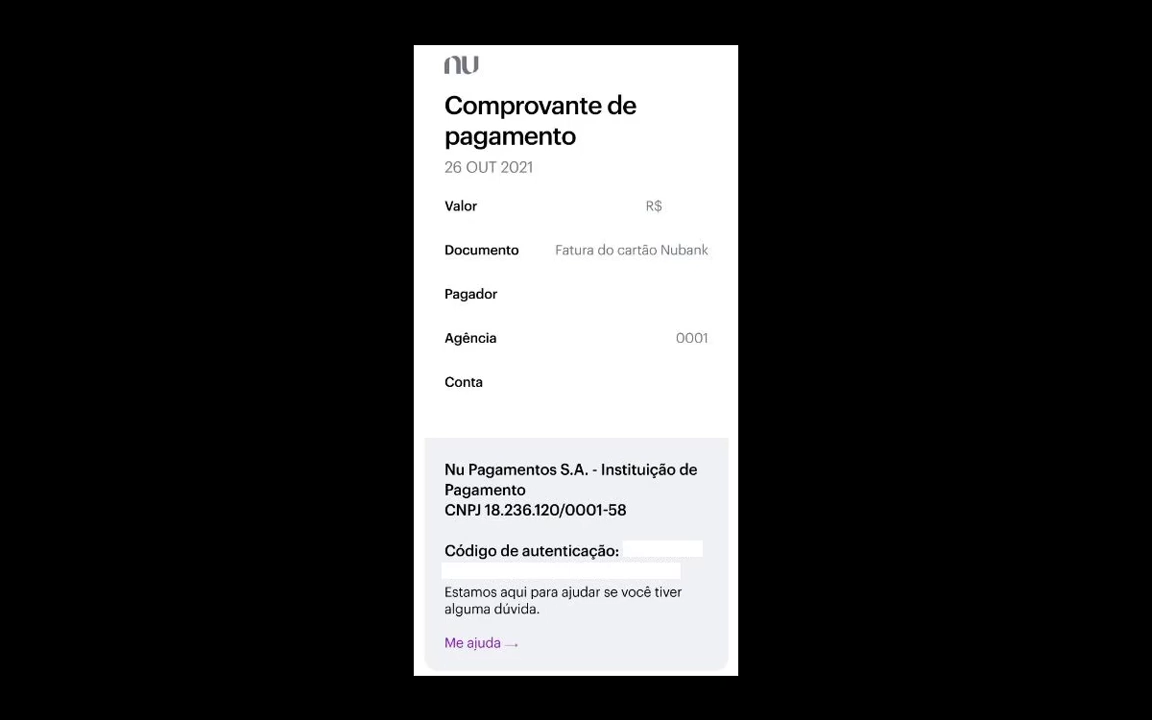 nu
Comprovante de
pagamento
26 OUT 2021
Valor R$
Documento Fatura do cartão Nubank
Pagador
Agência 0001
Conta
Nu Pagamentos S.A. - Instituição de
Pagamento
CNPJ 18.236.120/0001-58
Código de autenticação:
Estamos aqui para ajudar se você tiver
alguma dúvida.
Me ajuda →